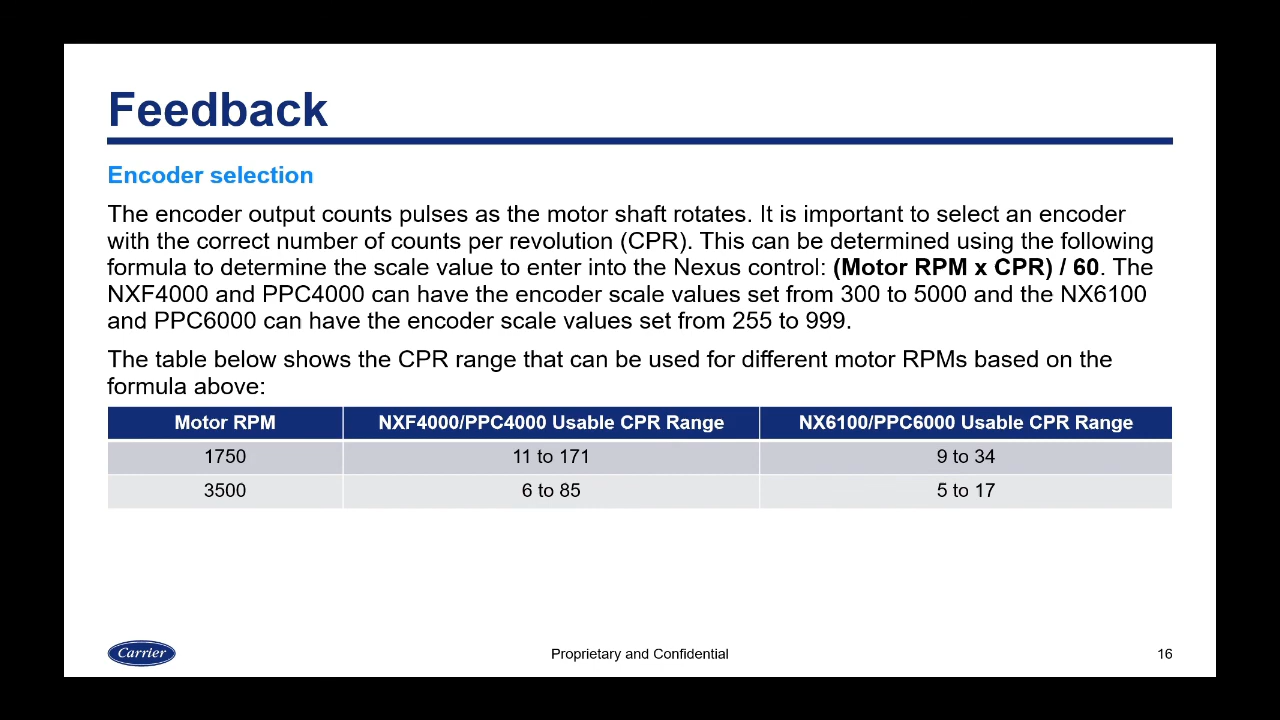 Feedback
Encoder selection
The encoder output counts pulses as the motor shaft rotates. It is important to select an encoder
with the correct number of counts per revolution (CPR). This can be determined using the following
formula to determine the scale value to enter into the Nexus control: (Motor RPM x CPR) / 60. The
NXF4000 and PPC4000 can have the encoder scale values set from 300 to 5000 and the NX6100
and PPC6000 can have the encoder scale values set from 255 to 999.
The table below shows the CPR range that can be used for different motor RPMs based on the
formula above:
Motor RPM NXF4000/PPC4000 Usable CPR Range NX6100/PPC6000 Usable CPR Range
1750 11 to 171 9 to 34
3500 6 to 85 5 to 17
Carrier Proprietary and Confidential 16